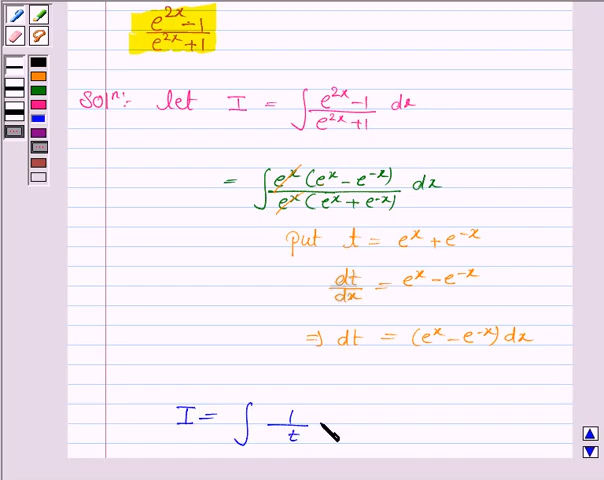 e^{2x} - 1 / e^{2x} + 1
Solⁿ:- let I = ∫ e^{2x} - 1 / e^{2x} + 1 dx
= ∫ e^x (e^x - e^{-x}) / e^x (e^x + e^{-x}) dx
put t = e^x + e^{-x}
dt/dx = e^x - e^{-x}
⇒ dt = (e^x - e^{-x}) dx
I = ∫ 1/t